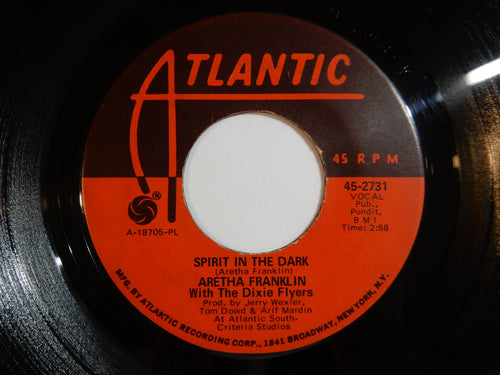 ATLANTIC
45 RPM
45-2731
VOCAL
Pub.,
Pundit,
BMI
Time: 2:58
A-18705-PL
SPIRIT IN THE DARK
(Aretha Franklin)
ARETHA FRANKLIN
With The Dixie Flyers
Prod. by Jerry Wexler,
Tom Dowd & Arif Mardin
At Atlantic South-
Criteria Studios
MFG. BY ATLANTIC RECORDING CORP., 1841 BROADWAY, NEW YORK, N.Y.